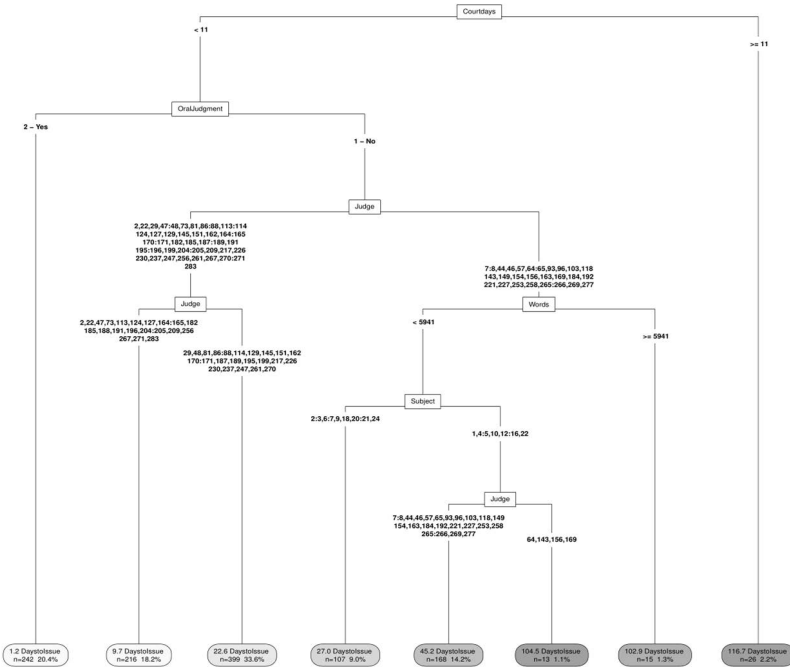 Courtdays
< 11
>= 11
OralJudgment
2 – Yes
1 – No
Judge
2,22,29,47:48,73,81,86:88,113:114
124,127,129,145,151,162,164:165
170:171,182,185,187:189,191
195:196,199,204:205,209,217,226
230,237,247,256,261,267,270:271
283
7:8,44,46,57,64:65,93,96,103,118
143,149,154,156,163,169,184,192
221,227,253,258,265:266,269,277
Judge
Words
2,22,47,73,113,124,127,164:165,182
185,188,191,196,204:205,209,256
267,271,283
29,48,81,86:88,114,129,145,151,162
170:171,187,189,195,199,217,226
230,237,247,261,270
< 5941
>= 5941
Subject
2:3,6:7,9,18,20:21,24
1,4:5,10,12:16,22
Judge
7:8,44,46,57,65,93,96,103,118,149
154,163,184,192,221,227,253,258
265:266,269,277
64,143,156,169
1.2 DaystoIssue
n=242 20.4%
9.7 DaystoIssue
n=216 18.2%
22.6 DaystoIssue
n=399 33.6%
27.0 DaystoIssue
n=107 9.0%
45.2 DaystoIssue
n=168 14.2%
104.5 DaystoIssue
n=13 1.1%
102.9 DaystoIssue
n=15 1.3%
116.7 DaystoIssue
n=26 2.2%